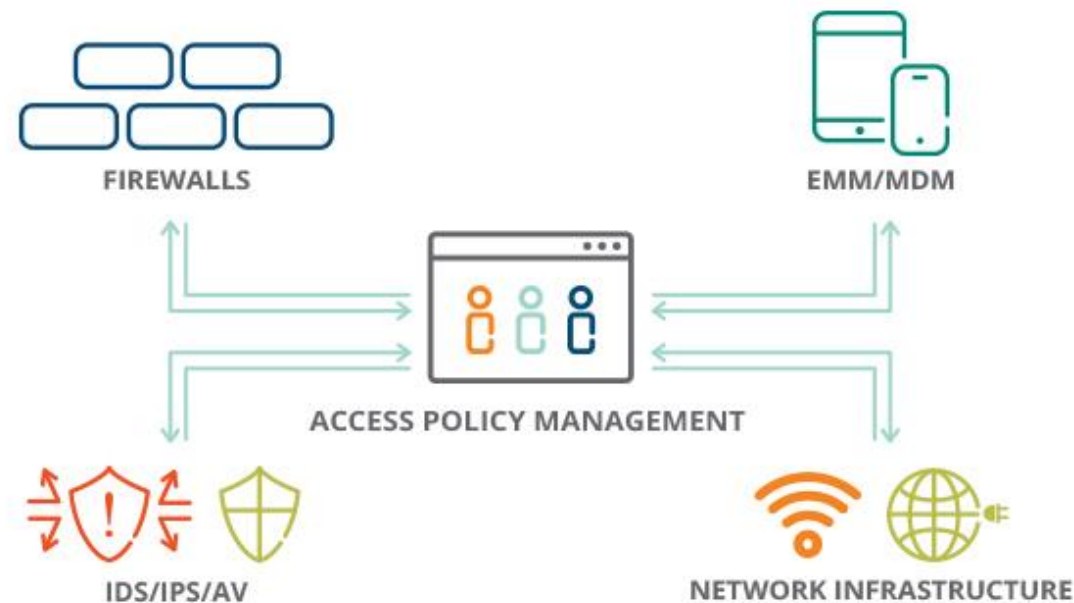 FIREWALLS
EMM/MDM
ACCESS POLICY MANAGEMENT
IDS/IPS/AV
NETWORK INFRASTRUCTURE